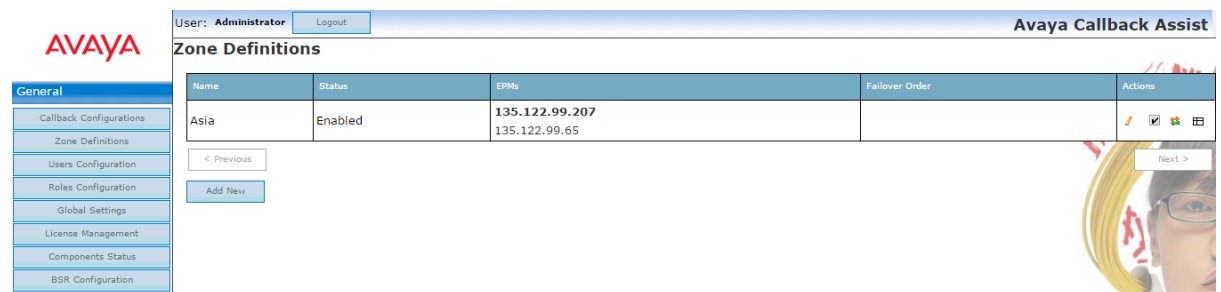 User: Administrator Logout
Avaya Callback Assist
AVAYA
Zone Definitions
General
Callback Configurations
Zone Definitions
Users Configuration
Roles Configuration
Global Settings
License Management
Components Status
BSR Configuration
Name Status EPMs Failover Order Actions
Asia Enabled 135.122.99.207
135.122.99.65
< Previous Next >
Add New